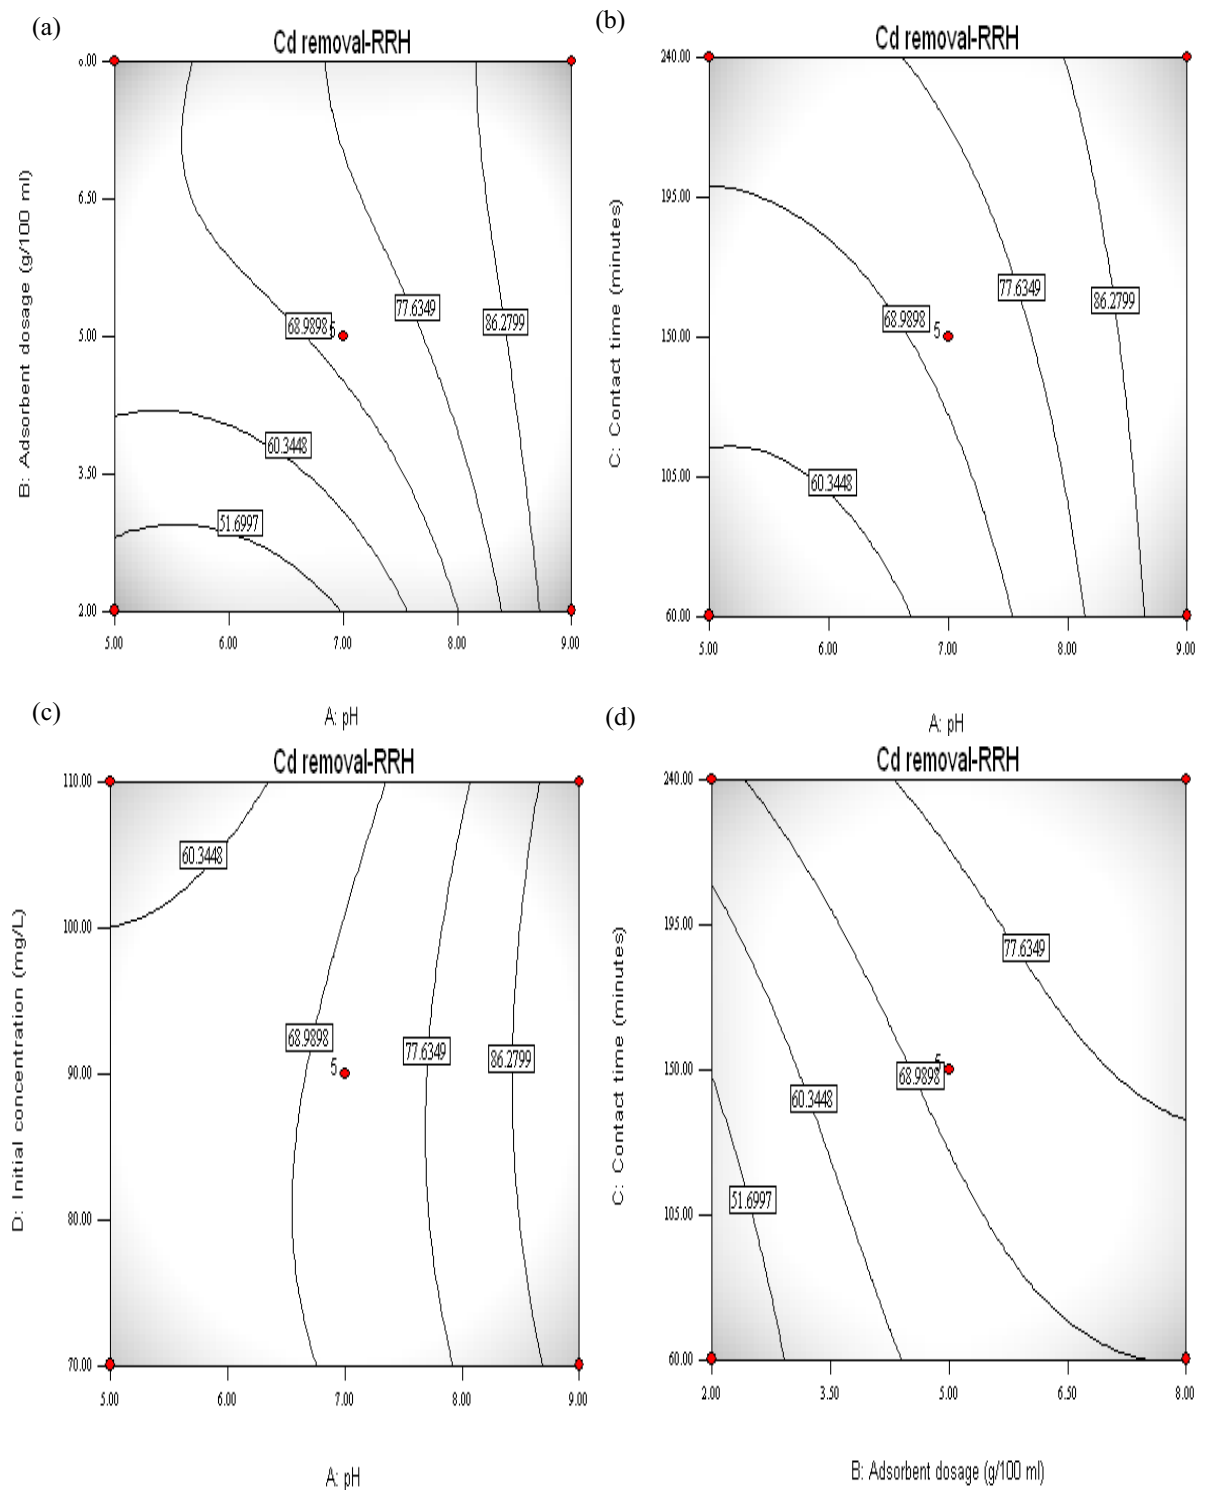 (a)
Cd removal-RRH
6.50
5.00
3.50
2.00
5.00 6.00 7.00 8.00 9.00
B: Adsorbent dosage (g/100 ml)
A: pH
68.9898
5
77.6349
86.2799
60.3448
51.6997
(b)
Cd removal-RRH
240.00
195.00
150.00
105.00
60.00
5.00 6.00 7.00 8.00 9.00
C: Contact time (minutes)
A: pH
77.6349
86.2799
68.9898
5
60.3448
(c)
Cd removal-RRH
110.00
100.00
90.00
80.00
70.00
5.00 6.00 7.00 8.00 9.00
D: Initial concentration (mg/L)
A: pH
60.3448
68.9898
5
77.6349
86.2799
(d)
Cd removal-RRH
240.00
195.00
150.00
105.00
60.00
2.00 3.50 5.00 6.50 8.00
C: Contact time (minutes)
B: Adsorbent dosage (g/100 ml)
77.6349
68.9898
5
60.3448
51.6997